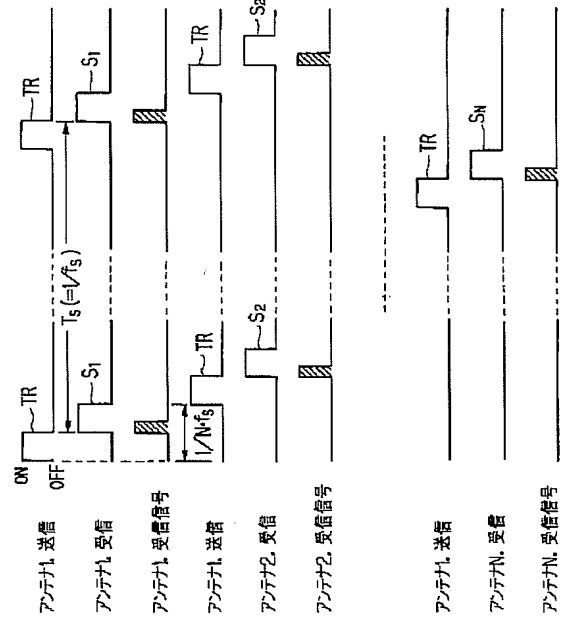 ON
OFF
アンテナ1. 送信
TR
TR
アンテナ1. 受信
S1
Ts(=1/fs)
S1
アンテナ1. 受信信号
1/N・fs
アンテナ1. 送信
TR
TR
アンテナ2. 受信
S2
S2
アンテナ2. 受信信号
アンテナ1. 送信
TR
アンテナN. 受信
SN
アンテナN. 受信信号